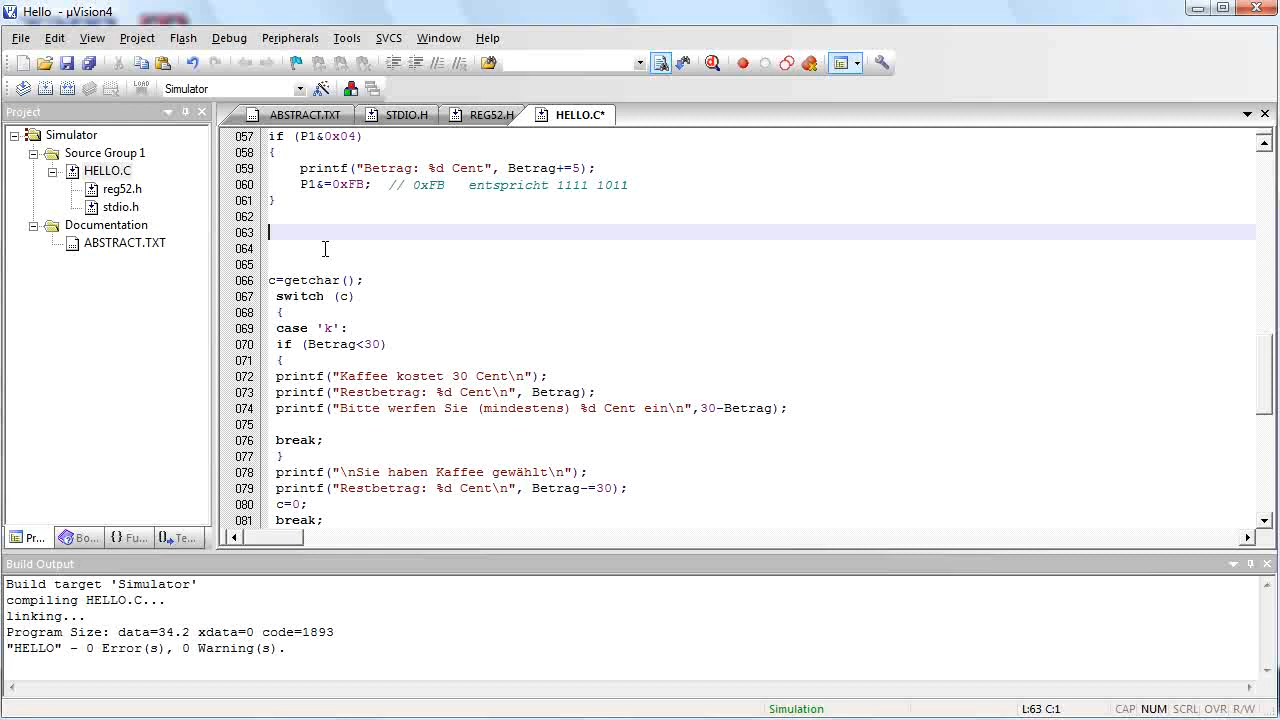 Hello - µVision4
File Edit View Project Flash Debug Peripherals Tools SVCS Window Help
LOAD Simulator
Project
ABSTRACT.TXT STDIO.H REG52.H HELLO.C*
Simulator
Source Group 1
HELLO.C
reg52.h
stdio.h
Documentation
ABSTRACT.TXT
057 if (P1&0x04)
058 {
059 printf("Betrag: %d Cent", Betrag+=5);
060 P1&=0xFB; // 0xFB entspricht 1111 1011
061 }
062
063
064
065
066 c=getchar();
067 switch (c)
068 {
069 case 'k':
070 if (Betrag<30)
071 {
072 printf("Kaffee kostet 30 Cent\n");
073 printf("Restbetrag: %d Cent\n", Betrag);
074 printf("Bitte werfen Sie (mindestens) %d Cent ein\n",30-Betrag);
075
076 break;
077 }
078 printf("\nSie haben Kaffee gewählt\n");
079 printf("Restbetrag: %d Cent\n", Betrag-=30);
080 c=0;
081 break;
Pr... Bo... {} Fu... Te...
Build Output
Build target 'Simulator'
compiling HELLO.C...
linking...
Program Size: data=34.2 xdata=0 code=1893
"HELLO" - 0 Error(s), 0 Warning(s).
Simulation L:63 C:1 CAP NUM SCRL OVR R/W